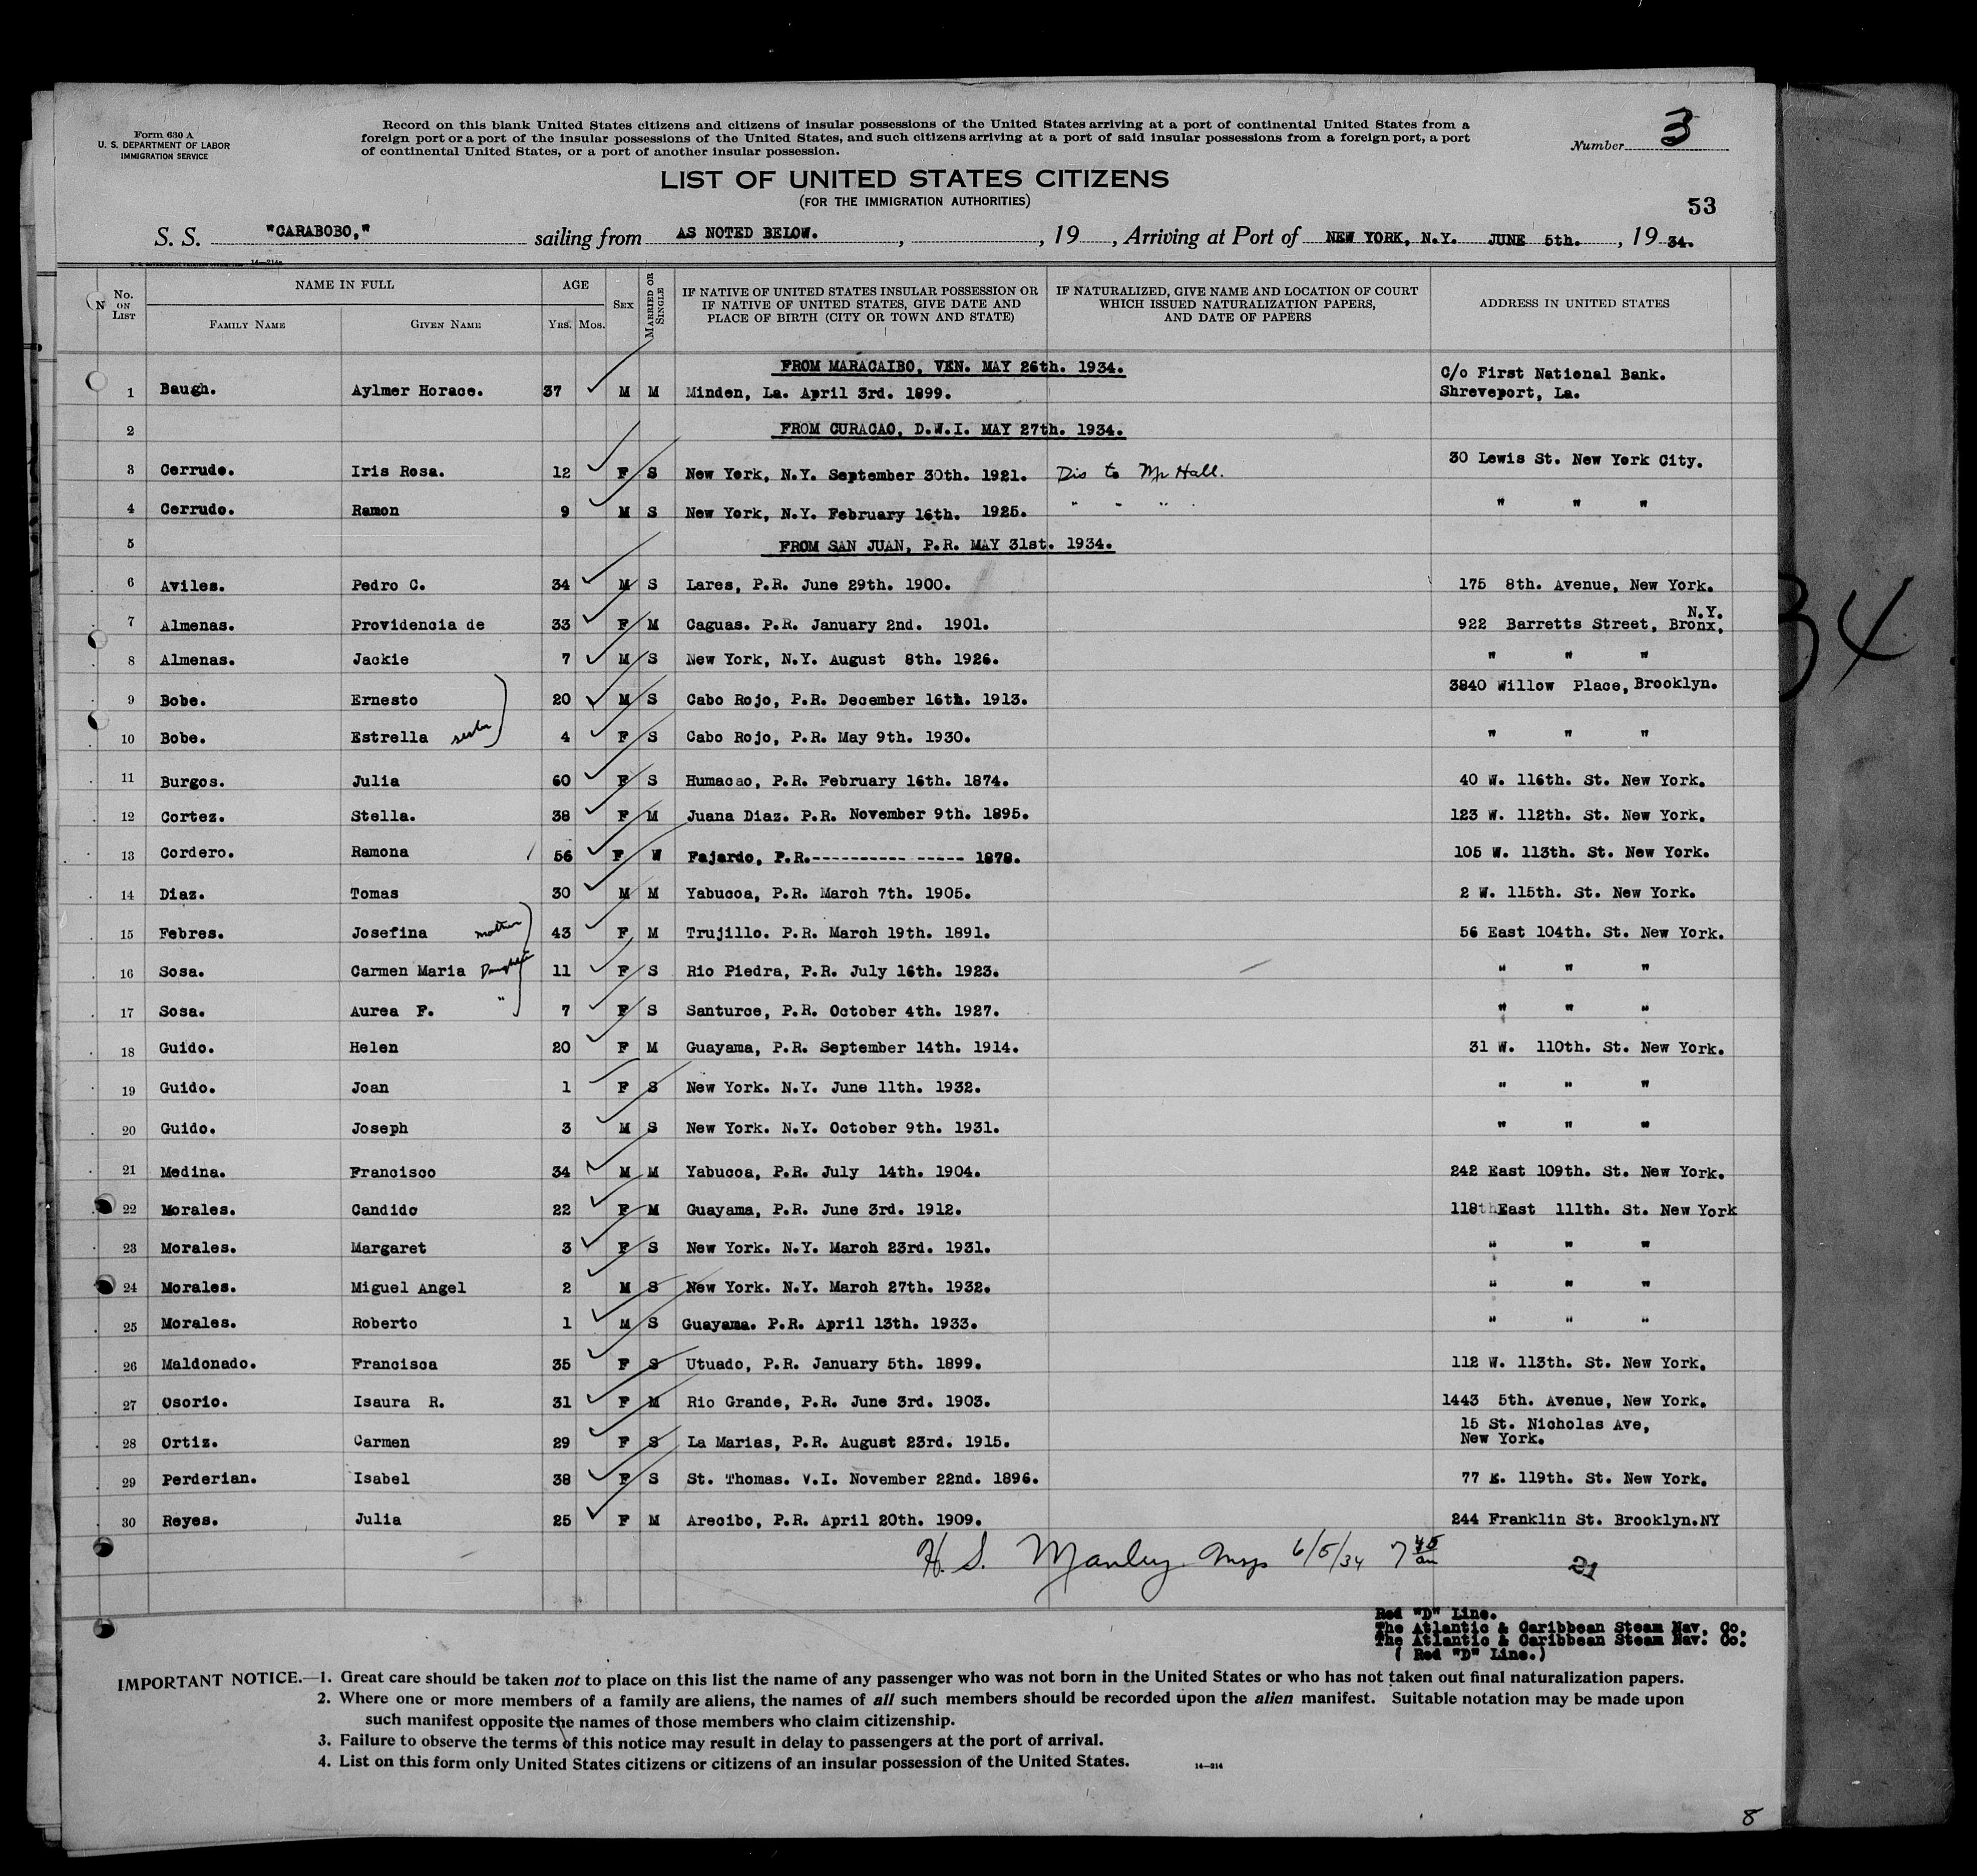 Form 630 A
U. S. DEPARTMENT OF LABOR
IMMIGRATION SERVICE
Record on this blank United States citizens and citizens of insular possessions of the United States arriving at a port of continental United States from a
foreign port or a port of the insular possessions of the United States, and such citizens arriving at a port of said insular possessions from a foreign port, a port
of continental United States, or a port of another insular possession.
Number 3
LIST OF UNITED STATES CITIZENS
(FOR THE IMMIGRATION AUTHORITIES)
53
S. S. "CARABOBO," sailing from AS NOTED BELOW. , , 19 , Arriving at Port of NEW YORK, N.Y. JUNE 5th. , 19 34.
No. ON LIST NAME IN FULL AGE SEX MARRIED OR SINGLE IF NATIVE OF UNITED STATES INSULAR POSSESSION OR IF NATIVE OF UNITED STATES, GIVE DATE AND PLACE OF BIRTH (CITY OR TOWN AND STATE) IF NATURALIZED, GIVE NAME AND LOCATION OF COURT WHICH ISSUED NATURALIZATION PAPERS, AND DATE OF PAPERS ADDRESS IN UNITED STATES
FAMILY NAME GIVEN NAME YRS. MOS.
FROM MARACAIBO, VEN. MAY 26th. 1934.
1 Baugh. Aylmer Horace. 37 M M Minden, La. April 3rd. 1899. C/o First National Bank. Shreveport, La.
2 FROM CURACAO, D.W.I. MAY 27th. 1934.
3 Cerrudo. Iris Rosa. 12 F S New York, N.Y. September 30th. 1921. Dis to Mr Hall. 30 Lewis St. New York City.
4 Cerrudo. Ramon 9 M S New York, N.Y. February 16th. 1925. " " " " " "
5 FROM SAN JUAN, P.R. MAY 31st. 1934.
6 Aviles. Pedro C. 34 M S Lares, P.R. June 29th. 1900. 175 8th. Avenue, New York.
7 Almenas. Providencia de 33 F M Caguas. P.R. January 2nd. 1901. 922 Barretts Street, Bronx, N.Y.
8 Almenas. Jackie 7 M S New York, N.Y. August 8th. 1926. " " "
9 Bobe. Ernesto 20 M S Cabo Rojo, P.R. December 16th. 1913. 3840 Willow Place, Brooklyn.
10 Bobe. Estrella sister 4 F S Cabo Rojo, P.R. May 9th. 1930. " " "
11 Burgos. Julia 60 F S Humacao, P.R. February 16th. 1874. 40 W. 116th. St. New York.
12 Cortez. Stella. 38 F M Juana Diaz. P.R. November 9th. 1895. 123 W. 112th. St. New York.
13 Cordero. Ramona 56 F W Fajardo, P.R.---------- ----- 1878. 105 W. 113th. St. New York.
14 Diaz. Tomas 30 M M Yabucoa, P.R. March 7th. 1905. 2 W. 115th. St. New York.
15 Febres. Josefina mother 43 F M Trujillo. P.R. March 19th. 1891. 56 East 104th. St. New York.
16 Sosa. Carmen Maria Daughter 11 F S Rio Piedra, P.R. July 16th. 1923. " " "
17 Sosa. Aurea F. " 7 F S Santurce, P.R. October 4th. 1927. " " "
18 Guido. Helen 20 F M Guayama, P.R. September 14th. 1914. 31 W. 110th. St. New York.
19 Guido. Joan 1 F S New York. N.Y. June 11th. 1932. " " "
20 Guido. Joseph 3 M S New York. N.Y. October 9th. 1931. " " "
21 Medina. Francisco 34 M M Yabucoa, P.R. July 14th. 1904. 242 East 109th. St. New York.
22 Morales. Candido 22 F M Guayama, P.R. June 3rd. 1912. 118th East 111th. St. New York
23 Morales. Margaret 3 F S New York. N.Y. March 23rd. 1931. " " "
24 Morales. Miguel Angel 2 M S New York. N.Y. March 27th. 1932. " " "
25 Morales. Roberto 1 M S Guayama. P.R. April 13th. 1933. " " "
26 Maldonado. Francisca 35 F S Utuado, P.R. January 5th. 1899. 112 W. 113th. St. New York.
27 Osorio. Isaura R. 31 F M Rio Grande, P.R. June 3rd. 1903. 1443 5th. Avenue, New York.
28 Ortiz. Carmen 29 F S La Marias, P.R. August 23rd. 1915. 15 St. Nicholas Ave, New York.
29 Perderian. Isabel 38 F S St. Thomas. V.I. November 22nd. 1896. 77 E. 119th. St. New York.
30 Reyes. Julia 25 F M Arecibo, P.R. April 20th. 1909. 244 Franklin St. Brooklyn.NY
H. S. Manley Insp 6/5/34 7 45 am
21
Red "D" Line.
The Atlantic & Caribbean Steam Nav. Co.
The Atlantic & Caribbean Steam Nav. Co.
( Red "D" Line.)
IMPORTANT NOTICE.—1. Great care should be taken not to place on this list the name of any passenger who was not born in the United States or who has not taken out final naturalization papers.
2. Where one or more members of a family are aliens, the names of all such members should be recorded upon the alien manifest. Suitable notation may be made upon
such manifest opposite the names of those members who claim citizenship.
3. Failure to observe the terms of this notice may result in delay to passengers at the port of arrival.
4. List on this form only United States citizens or citizens of an insular possession of the United States.
14—214
8
34